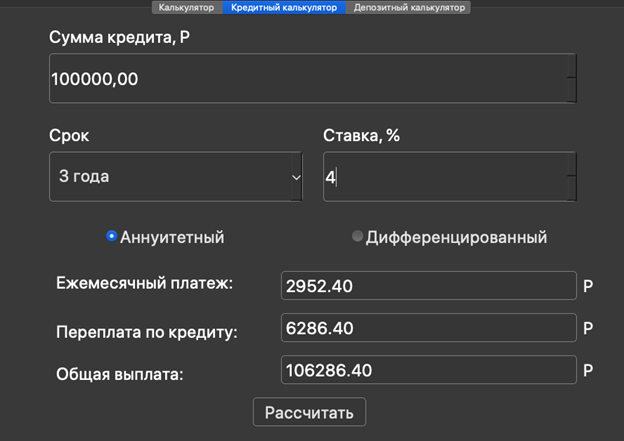 Калькулятор Кредитный калькулятор Депозитный калькулятор
Сумма кредита, Р
100000,00
Срок Ставка, %
3 года 4
Аннуитетный Дифференцированный
Ежемесячный платеж: 2952.40 Р
Переплата по кредиту: 6286.40 Р
Общая выплата: 106286.40 Р
Рассчитать